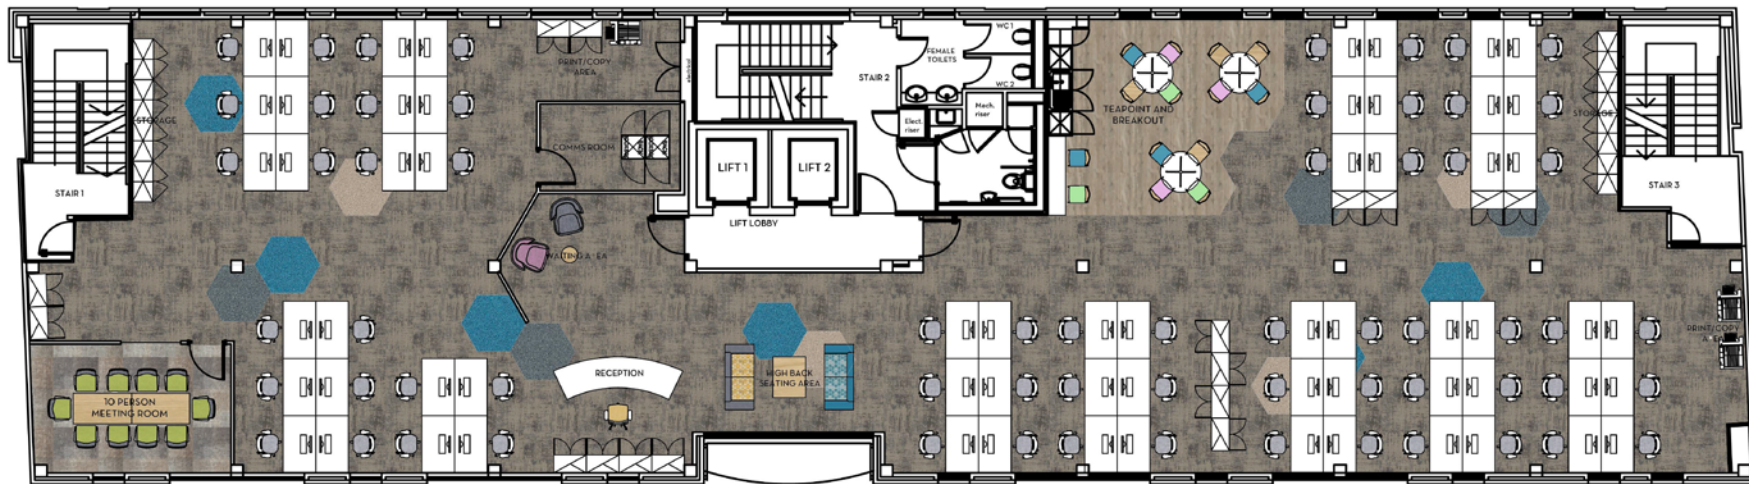 STORAGE
STAIR 1
PRINT/COPY
AREA
COMMS ROOM
electrical
STAIR 2
FEMALE
TOILETS
WC 1
WC 2
Elect.
riser
Mech.
riser
LIFT 1
LIFT 2
LIFT LOBBY
TEAPOINT AND
BREAKOUT
STORAGE
STAIR 3
WAITING AREA
10 PERSON
MEETING ROOM
RECEPTION
HIGH BACK
SEATING AREA
PRINT/COPY
AREA